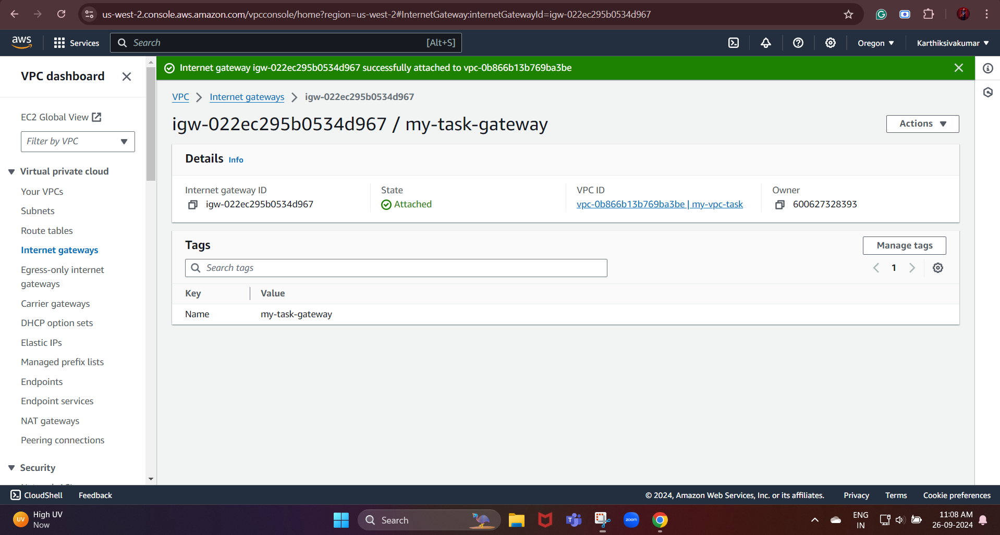 us-west-2.console.aws.amazon.com/vpcconsole/home?region=us-west-2#InternetGateway:internetGatewayId=igw-022ec295b0534d967
aws
Services
Search
[Alt+S]
Oregon
Karthiksivakumar
VPC dashboard
EC2 Global View
Filter by VPC
Virtual private cloud
Your VPCs
Subnets
Route tables
Internet gateways
Egress-only internet
gateways
Carrier gateways
DHCP option sets
Elastic IPs
Managed prefix lists
Endpoints
Endpoint services
NAT gateways
Peering connections
Security
Internet gateway igw-022ec295b0534d967 successfully attached to vpc-0b866b13b769ba3be
VPC
Internet gateways
igw-022ec295b0534d967
igw-022ec295b0534d967 / my-task-gateway
Actions
Details Info
Internet gateway ID
igw-022ec295b0534d967
State
Attached
VPC ID
vpc-0b866b13b769ba3be | my-vpc-task
Owner
600627328393
Tags
Manage tags
Search tags
1
Key Value
Name my-task-gateway
CloudShell
Feedback
© 2024, Amazon Web Services, Inc. or its affiliates.
Privacy
Terms
Cookie preferences
UV
High UV
Now
Search
T
zoom
ENG
IN
11:08 AM
26-09-2024